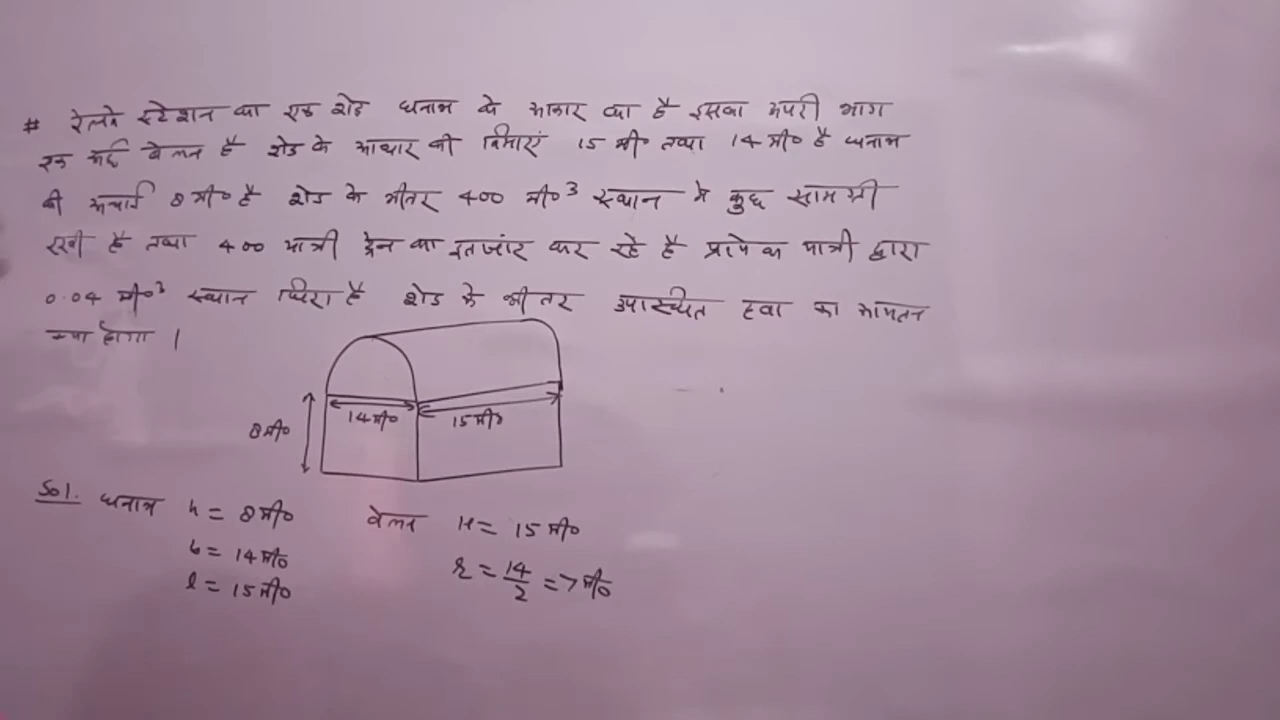 # रेलवे स्टेशन का एक शेड घनाभ के आकार का है इसका ऊपरी भाग
एक अर्द्ध बेलन है शेड के आधार की विमाएं 15 मी० तथा 14 मी० है घनाभ
की ऊचाई 8 मी० है शेड के भीतर 400 मी०³ स्थान मे कुछ सामग्री
रखी है तथा 400 यात्री ट्रेन का इतजार कर रहे है प्रत्येक यात्री द्वारा
0.04 मी०³ स्थान घिरा है शेड के भीतर उपस्थित हवा का आयतन
क्या होगा ।
8मी० 14मी० 15मी०
Sol. घनाभ h = 8मी० बेलन H = 15मी०
b = 14मी० r = 14/2 = 7मी०
l = 15मी०